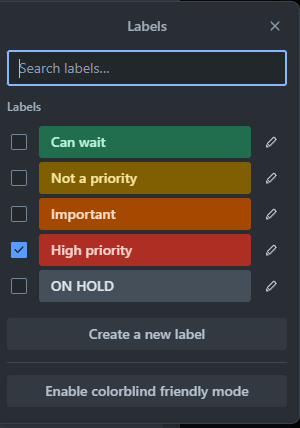 Labels
Search labels...
Labels
Can wait
Not a priority
Important
High priority
ON HOLD
Create a new label
Enable colorblind friendly mode